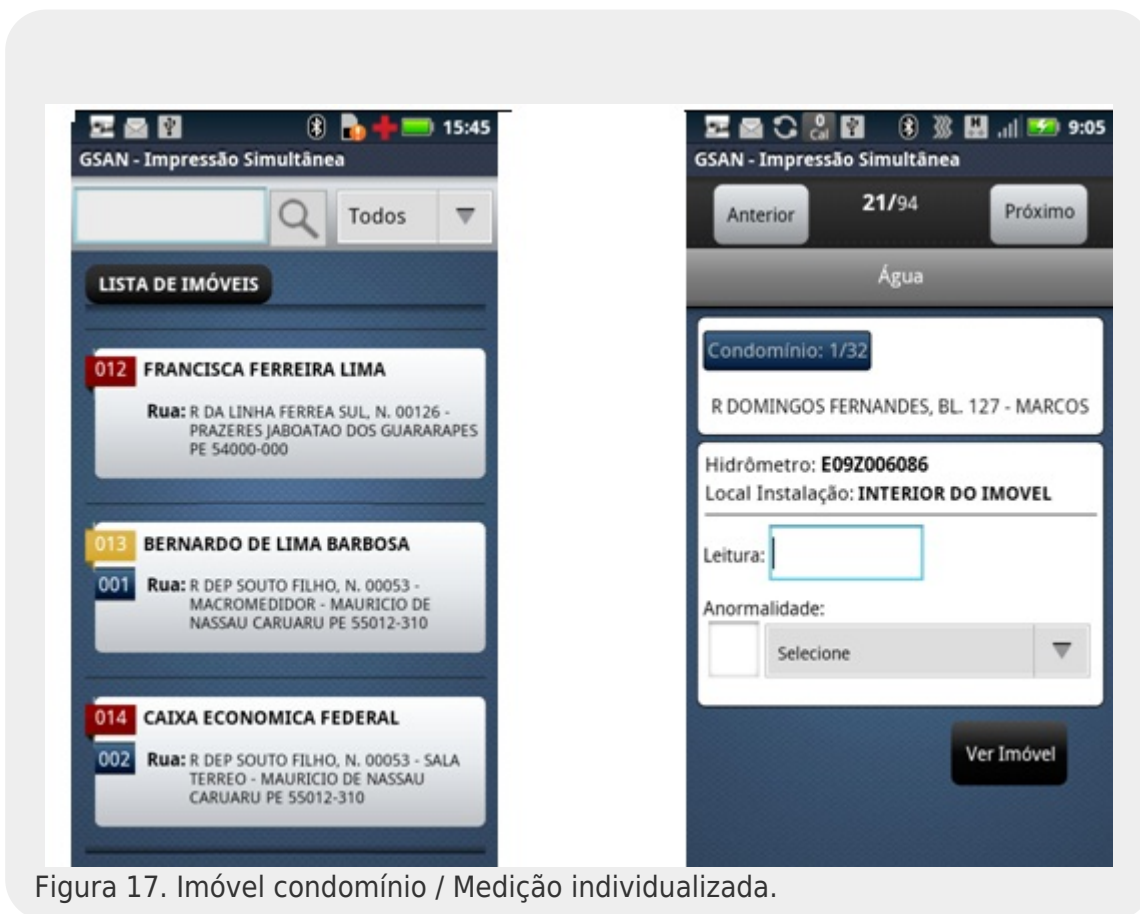 15:45
GSAN - Impressão Simultânea
Todos
LISTA DE IMÓVEIS
012 FRANCISCA FERREIRA LIMA
Rua: R DA LINHA FERREA SUL, N. 00126 -
PRAZERES JABOATAO DOS GUARARAPES
PE 54000-000
013 BERNARDO DE LIMA BARBOSA
001 Rua: R DEP SOUTO FILHO, N. 00053 -
MACROMEDIDOR - MAURICIO DE
NASSAU CARUARU PE 55012-310
014 CAIXA ECONOMICA FEDERAL
002 Rua: R DEP SOUTO FILHO, N. 00053 - SALA
TERREO - MAURICIO DE NASSAU
CARUARU PE 55012-310
0
Cal
H
9:05
GSAN - Impressão Simultânea
Anterior 21/94 Próximo
Água
Condomínio: 1/32
R DOMINGOS FERNANDES, BL. 127 - MARCOS
Hidrômetro: E09Z006086
Local Instalação: INTERIOR DO IMOVEL
Leitura:
Anormalidade:
Selecione
Ver Imóvel
Figura 17. Imóvel condomínio / Medição individualizada.